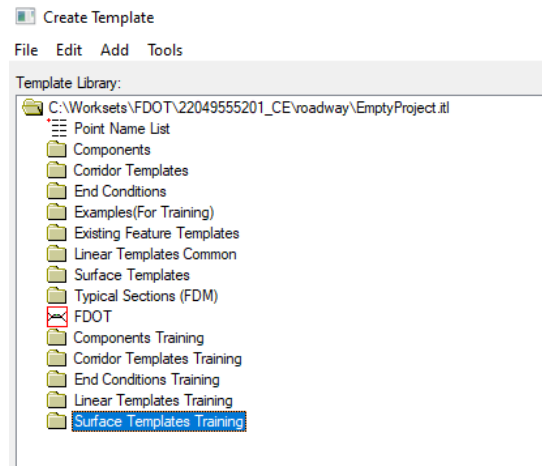 Create Template
File Edit Add Tools
Template Library:
C:\Worksets\FDOT\22049555201_CE\roadway\EmptyProject.itl
Point Name List
Components
Corridor Templates
End Conditions
Examples(For Training)
Existing Feature Templates
Linear Templates Common
Surface Templates
Typical Sections (FDM)
FDOT
Components Training
Corridor Templates Training
End Conditions Training
Linear Templates Training
Surface Templates Training